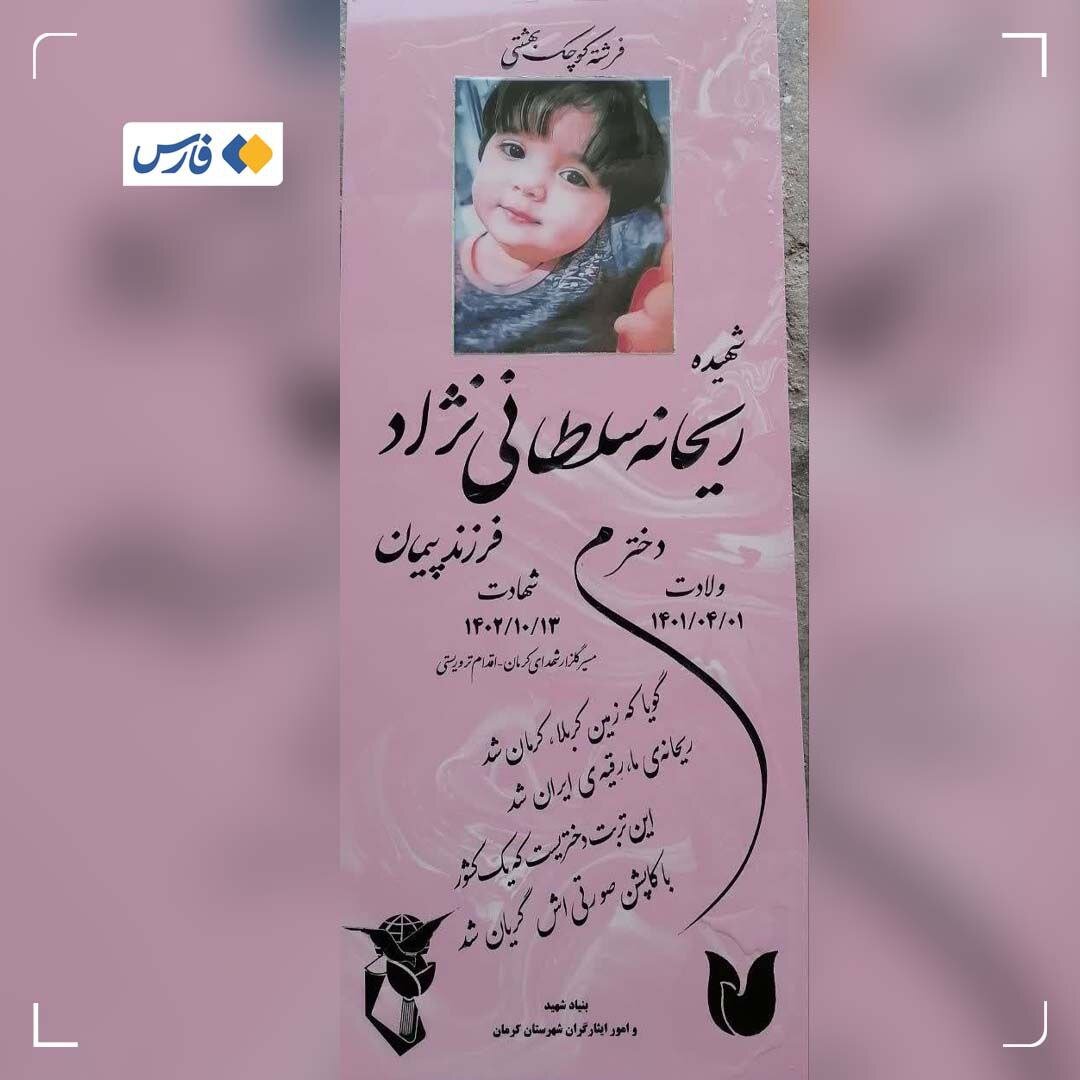 فرشته کوچک بهشتی
فارس
شهیده
ریحانه سلطانی نژاد
دخترم
فرزند پیمان
ولادت
۱۴۰۱/۰۴/۰۱
شهادت
۱۴۰۲/۱۰/۱۳
مسیر گلزار شهدای کرمان - اقدام تروریستی
گویا که زمین کربلا، کرمان شد
ریحانه‌ی ما، رقیه‌ی ایران شد
این تربت دختریست که یک کشور
با کاپشن صورتی اش گریان شد
بنیاد شهید
و امور ایثارگران شهرستان کرمان